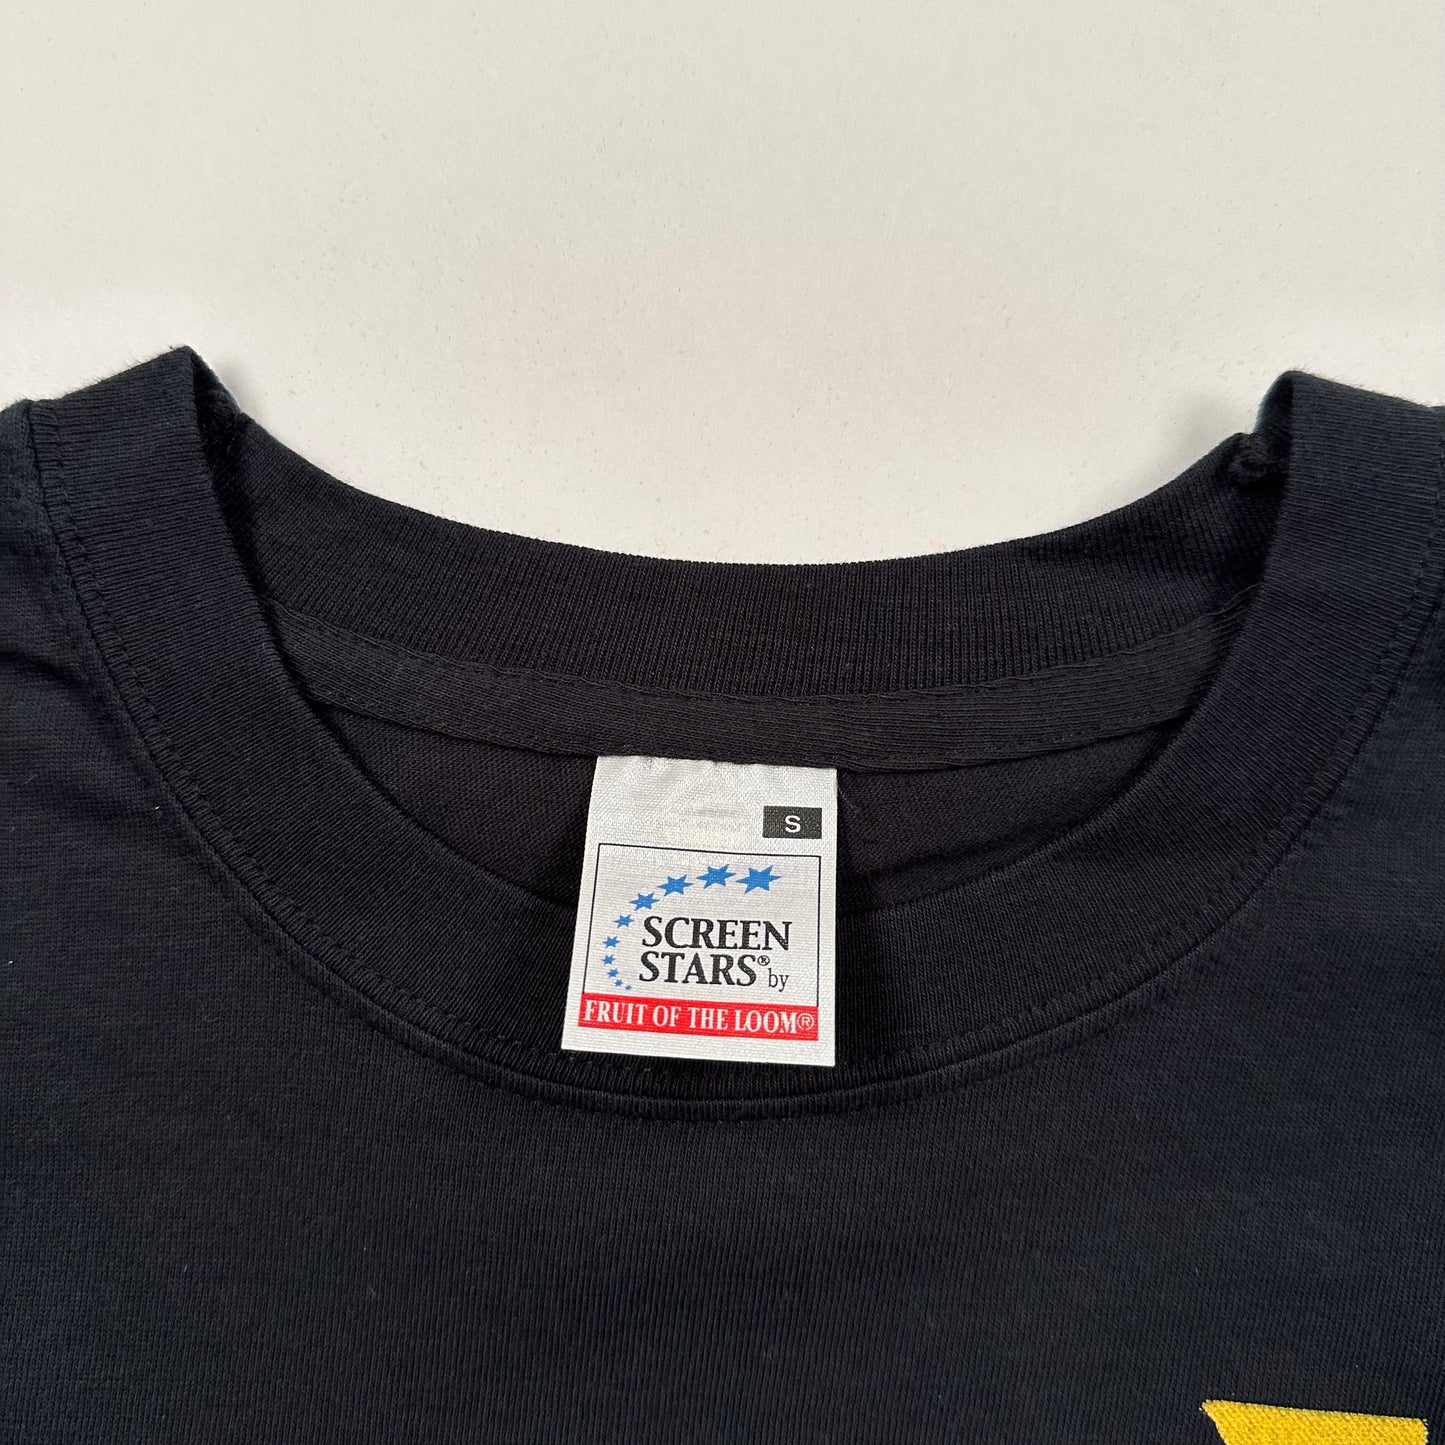 S
SCREEN
STARS® by
FRUIT OF THE LOOM®